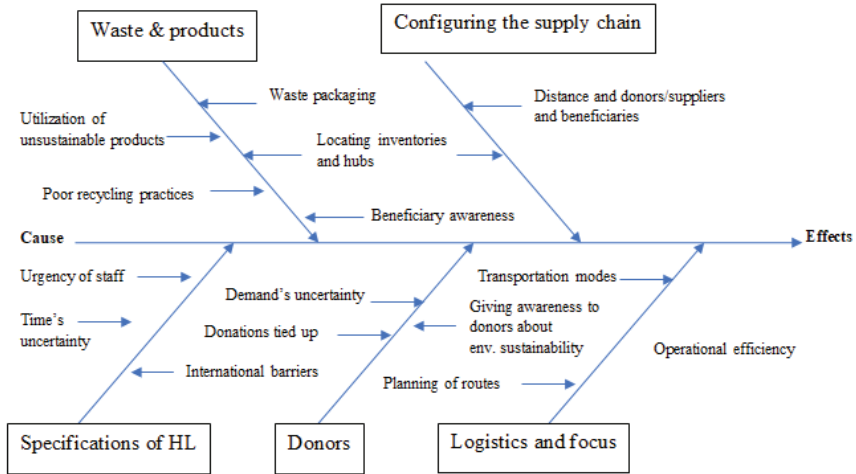 Waste & products
Configuring the supply chain
Waste packaging
Distance and donors/suppliers
and beneficiaries
Utilization of
unsustainable products
Locating inventories
and hubs
Poor recycling practices
Beneficiary awareness
Cause
Effects
Urgency of staff
Transportation modes
Demand's uncertainty
Giving awareness to
donors about
env. sustainability
Time's
uncertainty
Donations tied up
Operational efficiency
International barriers
Planning of routes
Specifications of HL
Donors
Logistics and focus